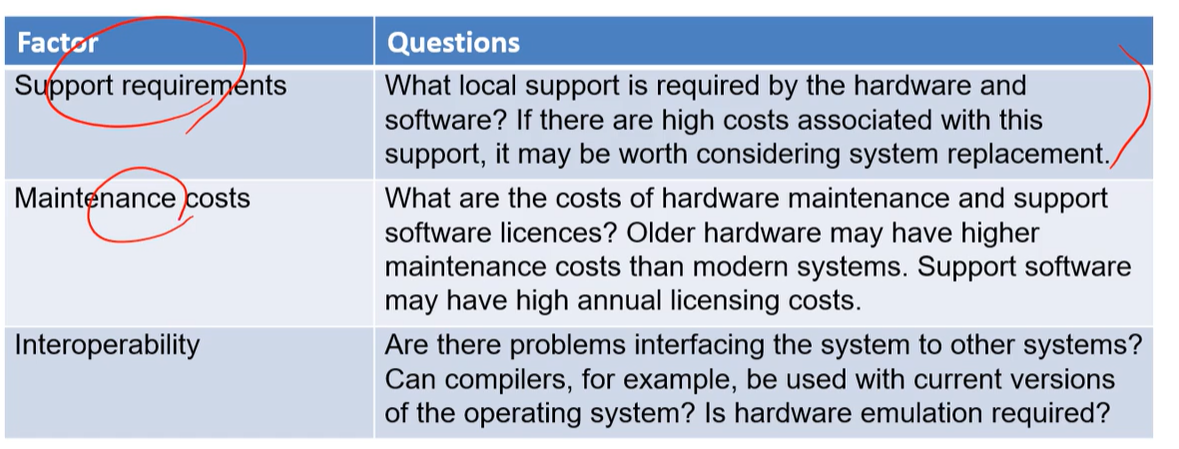 Factor
Questions
Support requirements
What local support is required by the hardware and
software? If there are high costs associated with this
support, it may be worth considering system replacement.
Maintenance costs
What are the costs of hardware maintenance and support
software licences? Older hardware may have higher
maintenance costs than modern systems. Support software
may have high annual licensing costs.
Interoperability
Are there problems interfacing the system to other systems?
Can compilers, for example, be used with current versions
of the operating system? Is hardware emulation required?